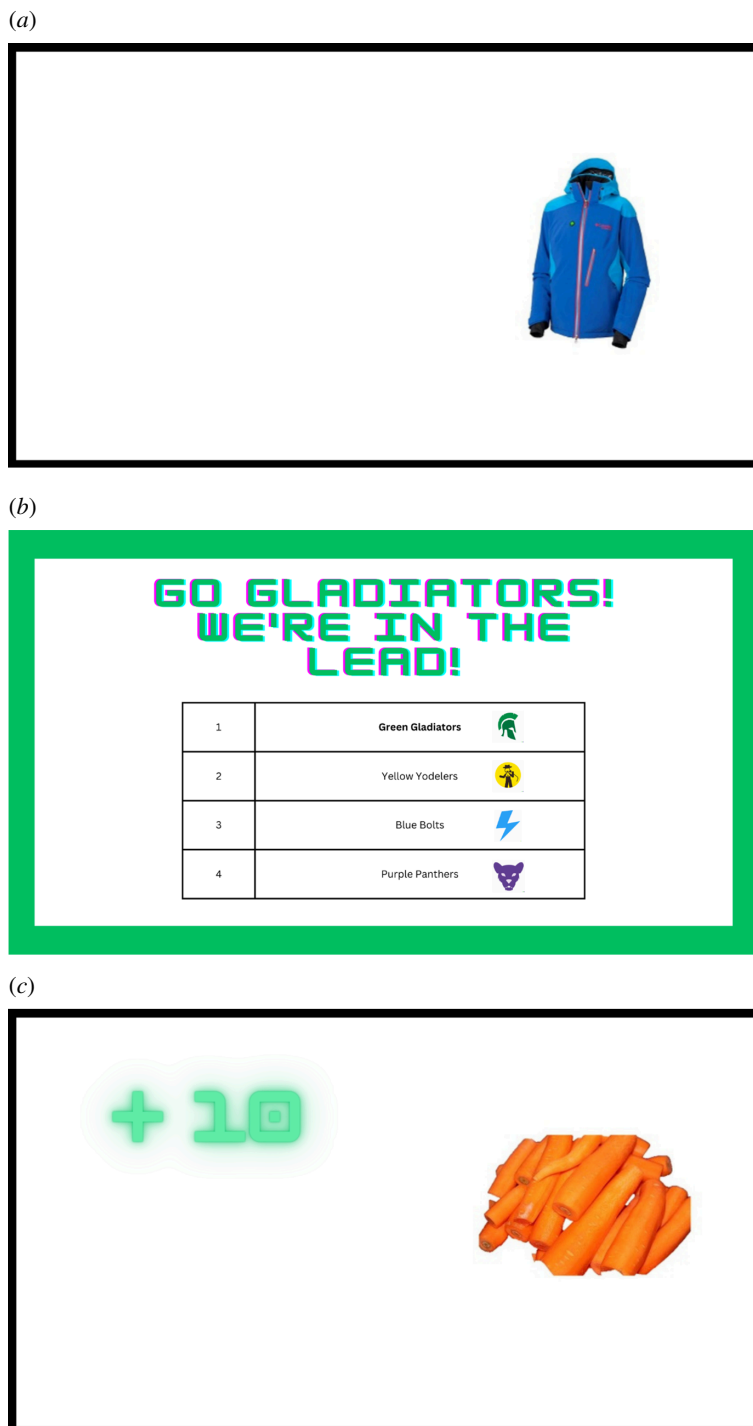 (a)
(b)
GO GLADIATORS!
WE'RE IN THE
LEAD!
1 Green Gladiators
2 Yellow Yodelers
3 Blue Bolts
4 Purple Panthers
(c)
+ 10